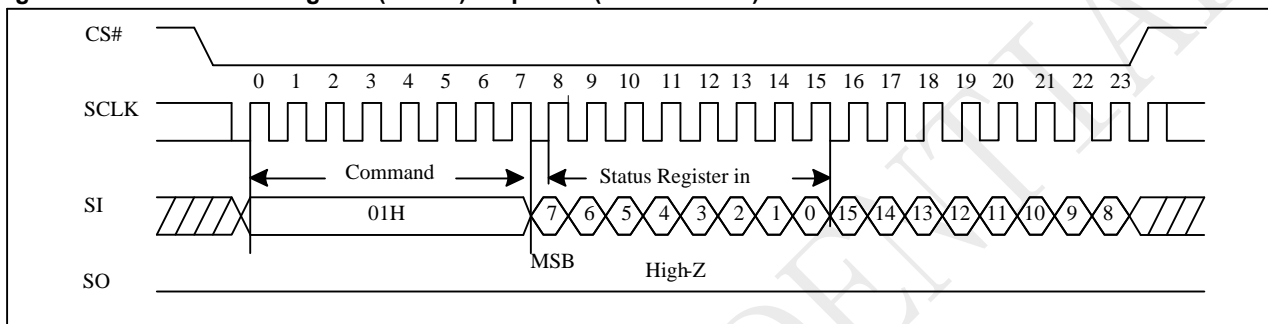 CS#
0 1 2 3 4 5 6 7 8 9 10 11 12 13 14 15 16 17 18 19 20 21 22 23
SCLK
Command
Status Register in
SI
01H
7 6 5 4 3 2 1 0 15 14 13 12 11 10 9 8
MSB
High-Z
SO